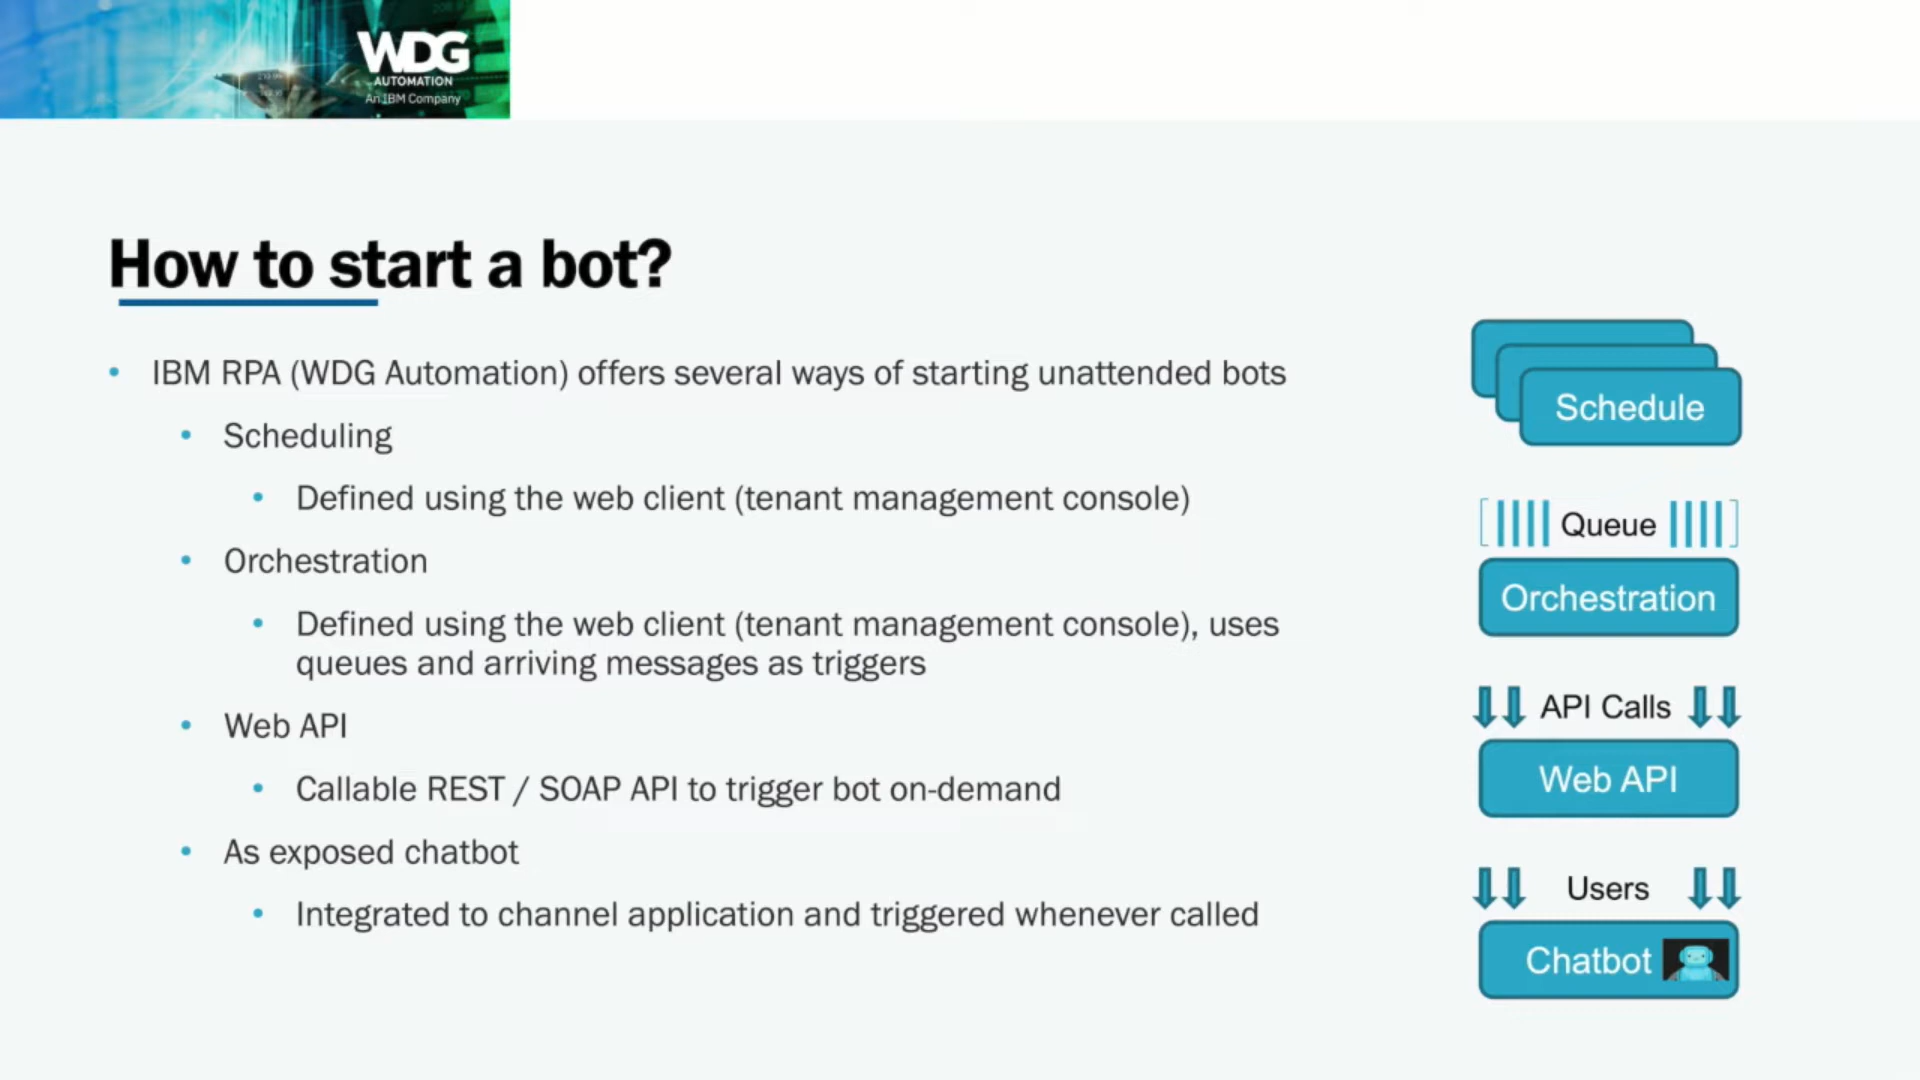 WDG
AUTOMATION
An IBM Company
How to start a bot?
• IBM RPA (WDG Automation) offers several ways of starting unattended bots
• Scheduling
• Defined using the web client (tenant management console)
• Orchestration
• Defined using the web client (tenant management console), uses
queues and arriving messages as triggers
• Web API
• Callable REST / SOAP API to trigger bot on-demand
• As exposed chatbot
• Integrated to channel application and triggered whenever called
Schedule
Queue
Orchestration
API Calls
Web API
Users
Chatbot